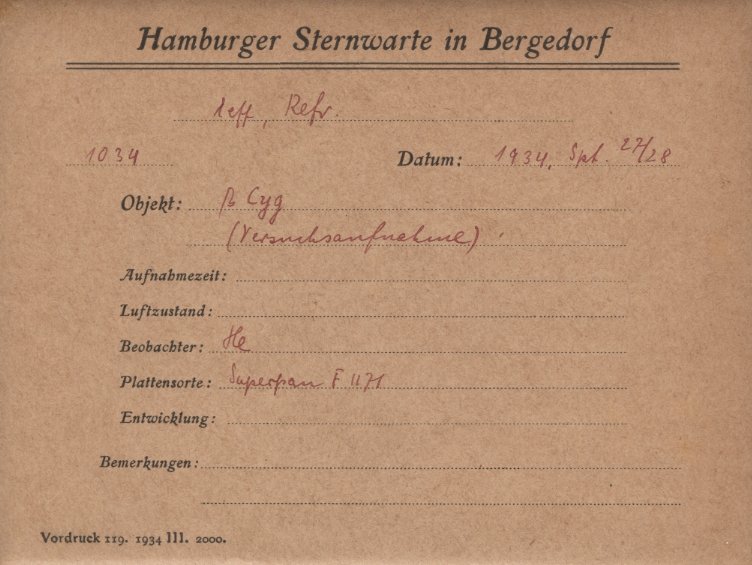 Hamburger Sternwarte in Bergedorf
Refr.
1034 Datum: 1934, Spt. 27/28
Objekt: β Cyg
(Versuchsaufnahme)
Aufnahmezeit:
Luftzustand:
Beobachter: He
Plattensorte: Superpan F 1171
Entwicklung:
Bemerkungen:
Vordruck 119. 1934 III. 2000.